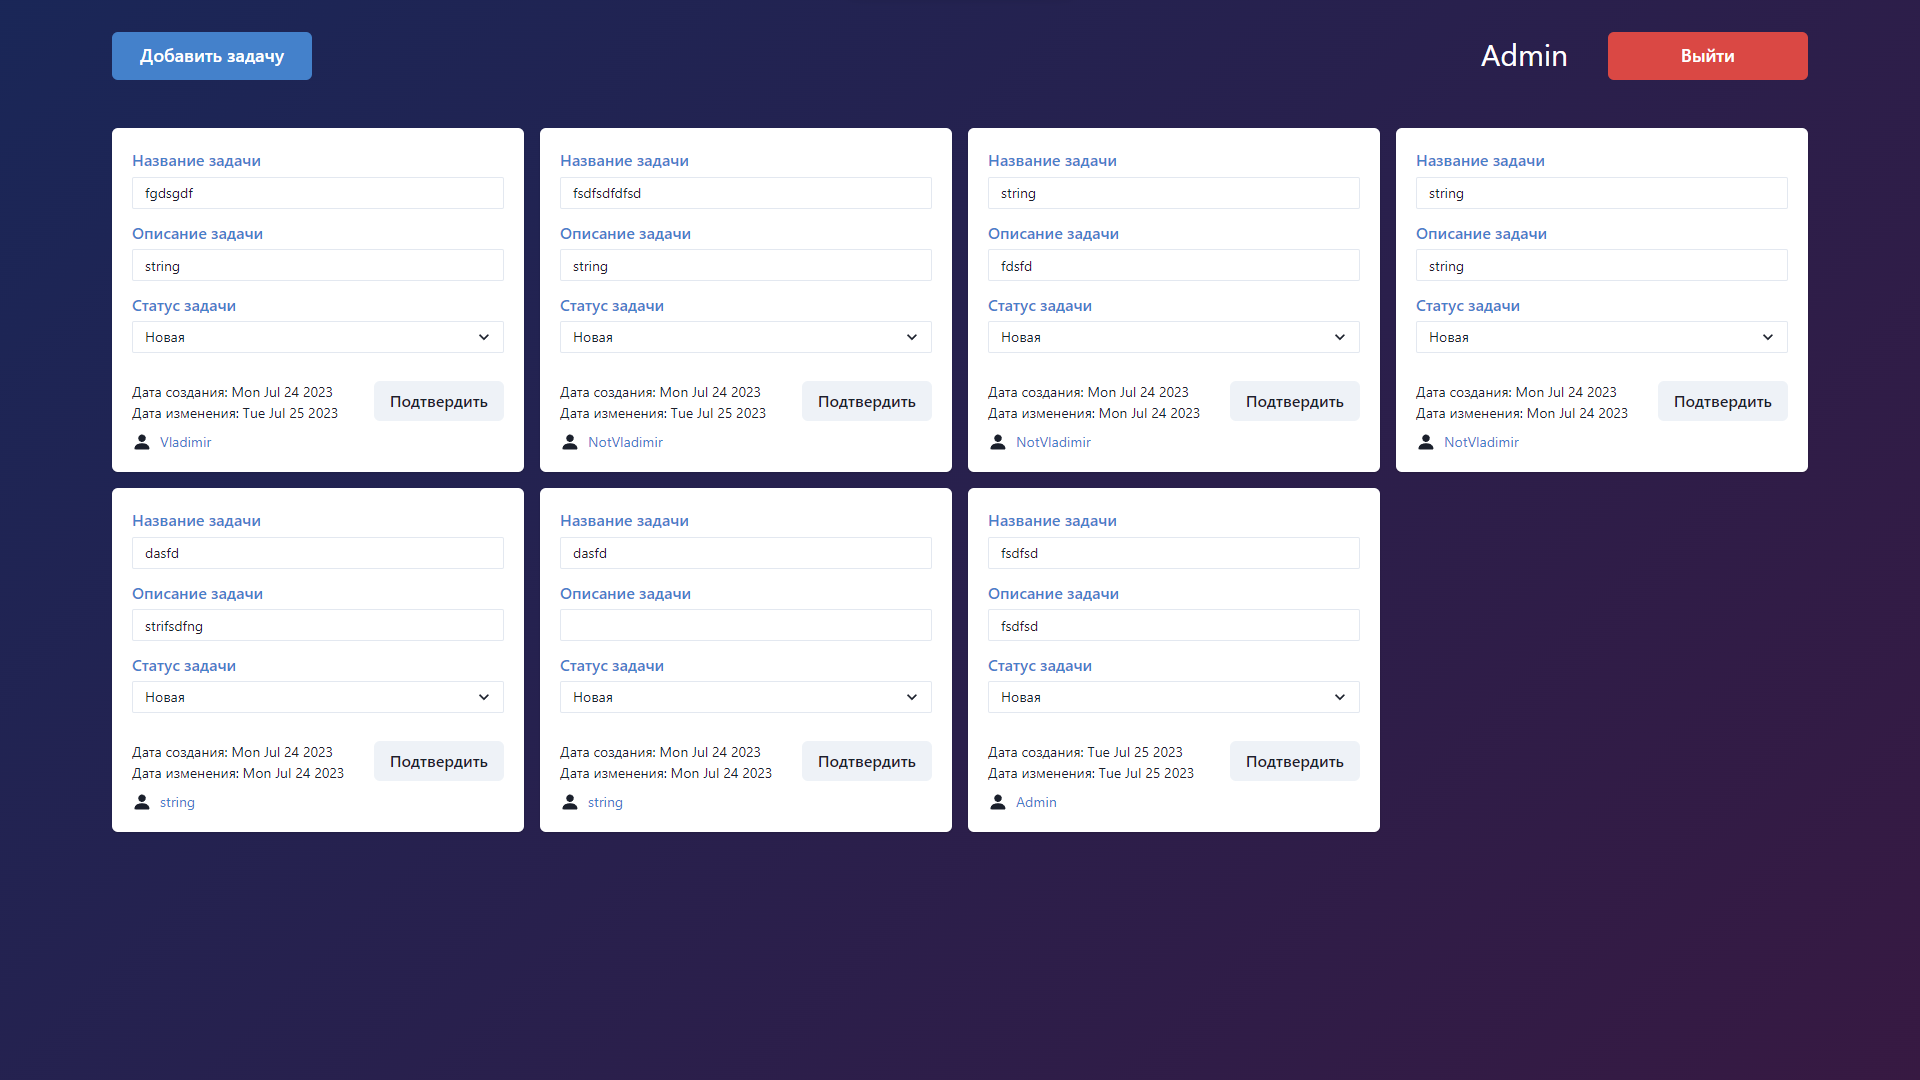 Добавить задачу
Admin
Выйти
Название задачи
fgdsgdf
Описание задачи
string
Статус задачи
Новая
Дата создания: Mon Jul 24 2023
Дата изменения: Tue Jul 25 2023
Подтвердить
Vladimir
Название задачи
fsdfsdfdfsd
Описание задачи
string
Статус задачи
Новая
Дата создания: Mon Jul 24 2023
Дата изменения: Tue Jul 25 2023
Подтвердить
NotVladimir
Название задачи
string
Описание задачи
fdsfd
Статус задачи
Новая
Дата создания: Mon Jul 24 2023
Дата изменения: Mon Jul 24 2023
Подтвердить
NotVladimir
Название задачи
string
Описание задачи
string
Статус задачи
Новая
Дата создания: Mon Jul 24 2023
Дата изменения: Mon Jul 24 2023
Подтвердить
NotVladimir
Название задачи
dasfd
Описание задачи
strifsdfng
Статус задачи
Новая
Дата создания: Mon Jul 24 2023
Дата изменения: Mon Jul 24 2023
Подтвердить
string
Название задачи
dasfd
Описание задачи
Статус задачи
Новая
Дата создания: Mon Jul 24 2023
Дата изменения: Mon Jul 24 2023
Подтвердить
string
Название задачи
fsdfsd
Описание задачи
fsdfsd
Статус задачи
Новая
Дата создания: Tue Jul 25 2023
Дата изменения: Tue Jul 25 2023
Подтвердить
Admin